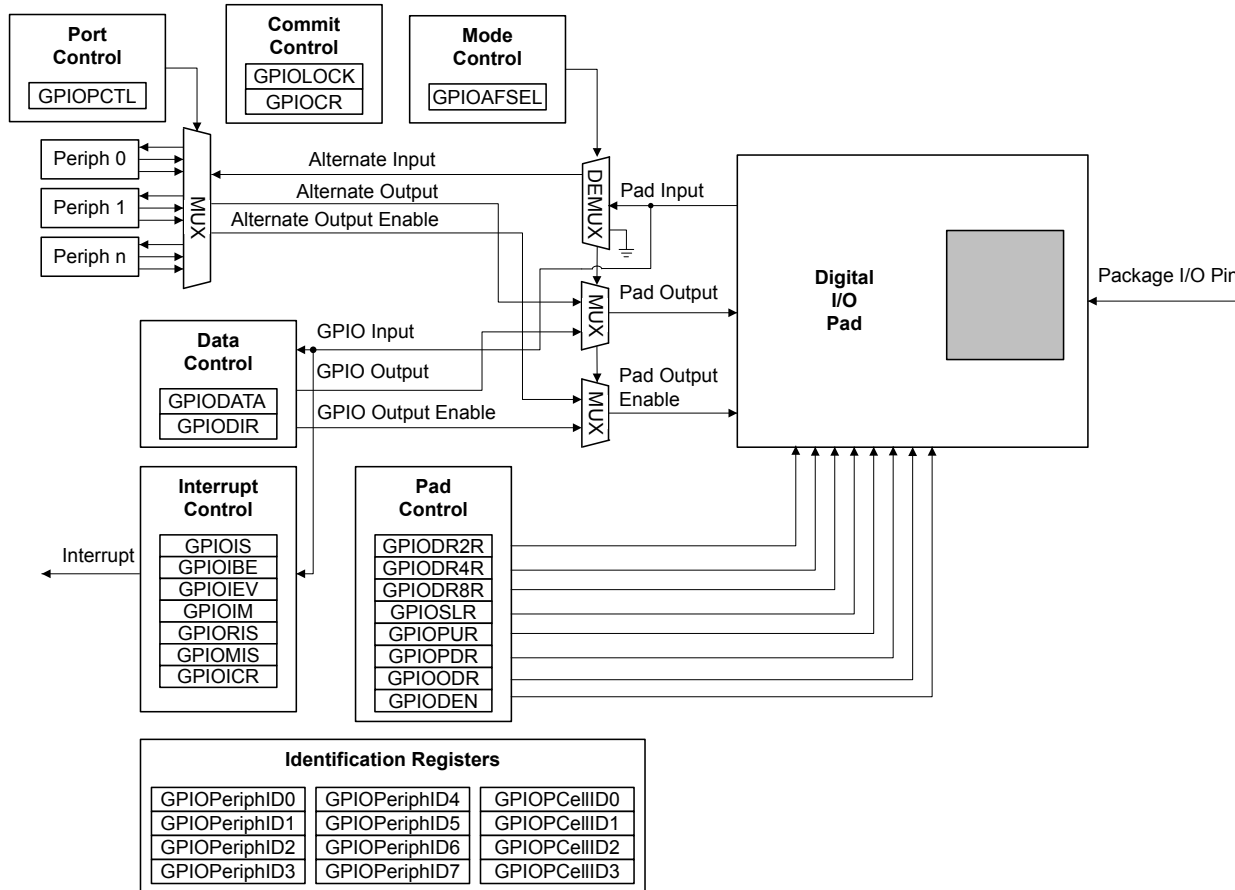 Port
Control
GPIOPCTL
Commit
Control
GPIOLOCK
GPIOCR
Mode
Control
GPIOAFSEL
Periph 0
Periph 1
Periph n
MUX
Alternate Input
Alternate Output
Alternate Output Enable
DEMUX
Pad Input
MUX
Pad Output
MUX
Pad Output
Enable
Digital
I/O
Pad
Package I/O Pin
Data
Control
GPIODATA
GPIODIR
GPIO Input
GPIO Output
GPIO Output Enable
Interrupt
Interrupt
Control
GPIOIS
GPIOIBE
GPIOIEV
GPIOIM
GPIORIS
GPIOMIS
GPIOICR
Pad
Control
GPIODR2R
GPIODR4R
GPIODR8R
GPIOSLR
GPIOPUR
GPIOPDR
GPIOODR
GPIODEN
Identification Registers
GPIOPeriphID0
GPIOPeriphID1
GPIOPeriphID2
GPIOPeriphID3
GPIOPeriphID4
GPIOPeriphID5
GPIOPeriphID6
GPIOPeriphID7
GPIOPCellID0
GPIOPCellID1
GPIOPCellID2
GPIOPCellID3